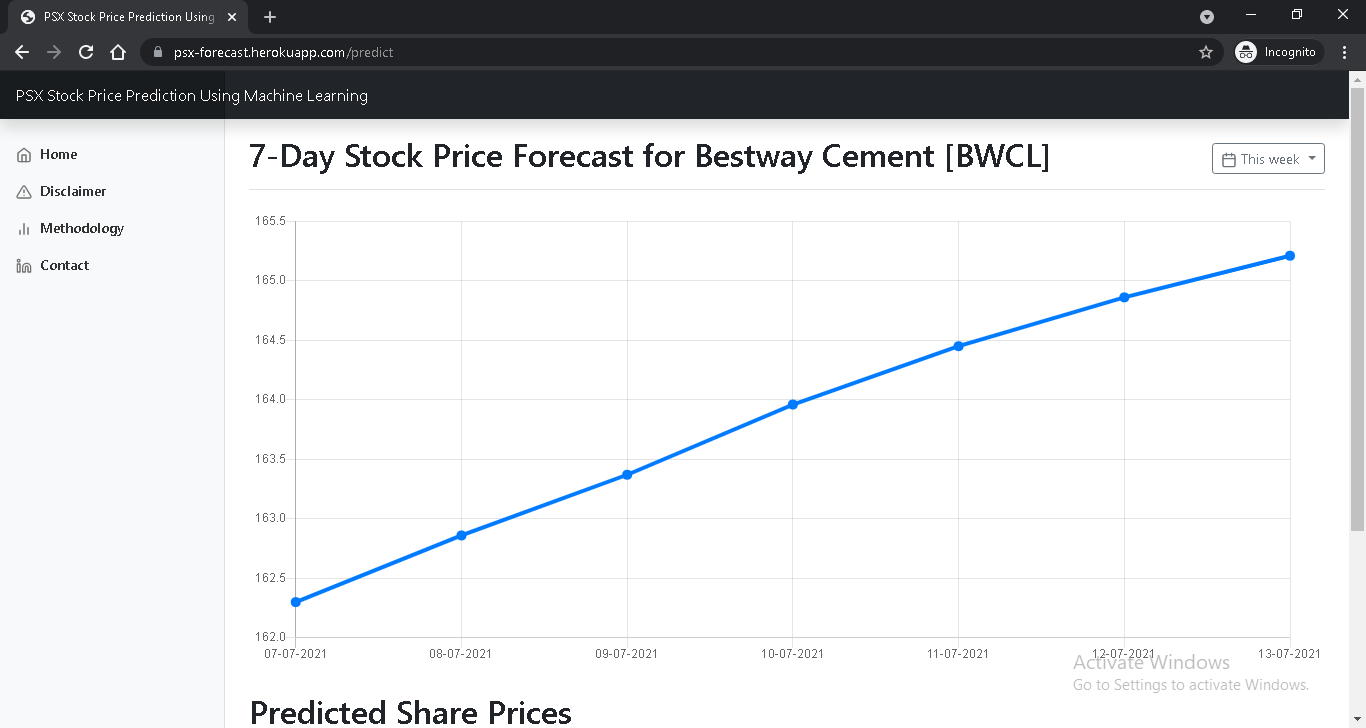 PSX Stock Price Prediction Using
psx-forecast.herokuapp.com/predict
Incognito
PSX Stock Price Prediction Using Machine Learning
Home
Disclaimer
Methodology
Contact
7-Day Stock Price Forecast for Bestway Cement [BWCL]
This week
165.5
165.0
164.5
164.0
163.5
163.0
162.5
162.0
07-07-2021 08-07-2021 09-07-2021 10-07-2021 11-07-2021 12-07-2021 13-07-2021
Activate Windows
Go to Settings to activate Windows.
Predicted Share Prices